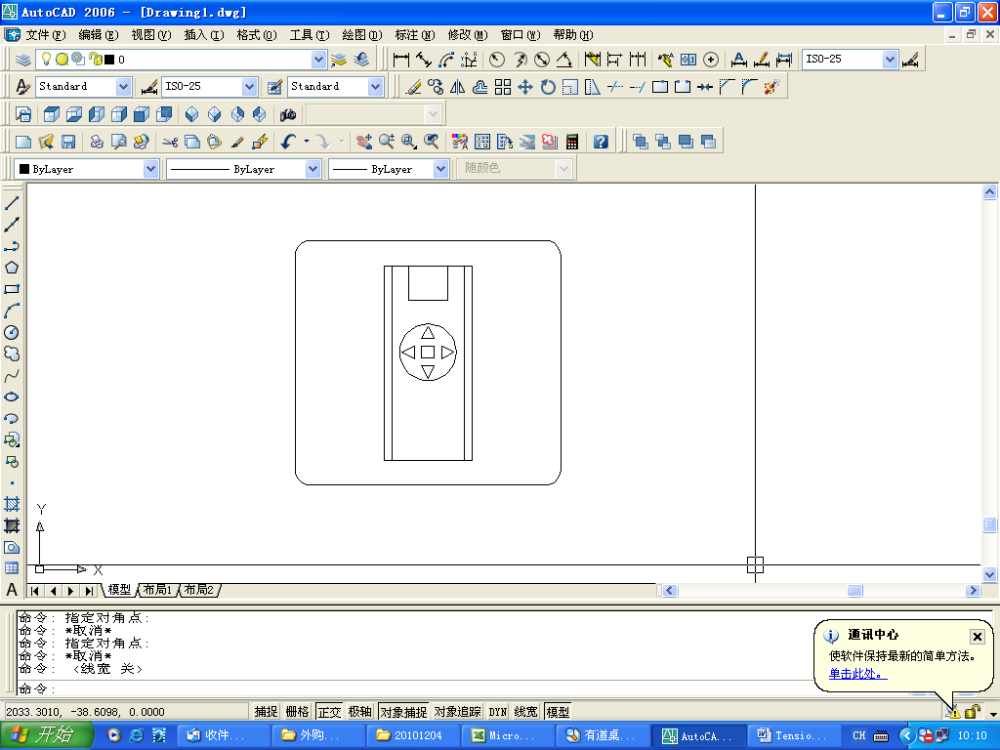 AutoCAD 2006 - [Drawing1.dwg]
文件(F) 编辑(E) 视图(V) 插入(I) 格式(O) 工具(T) 绘图(D) 标注(N) 修改(M) 窗口(W) 帮助(H)
0 ISO-25
Standard ISO-25 Standard
ByLayer ByLayer ByLayer 随颜色
Y
X
A
模型 布局1 布局2
命令: 指定对角点:
命令: *取消*
命令: 指定对角点:
命令: *取消*
命令: <线宽 关>
命令:
通讯中心
使软件保持最新的简单方法。
单击此处。
2033.3010, -38.6098, 0.0000 捕捉 栅格 正交 极轴 对象捕捉 对象追踪 DYN 线宽 模型
开始 收件... 外购... 20101204 Micro... 有道桌... AutoCA... Tensio... CH 10:10